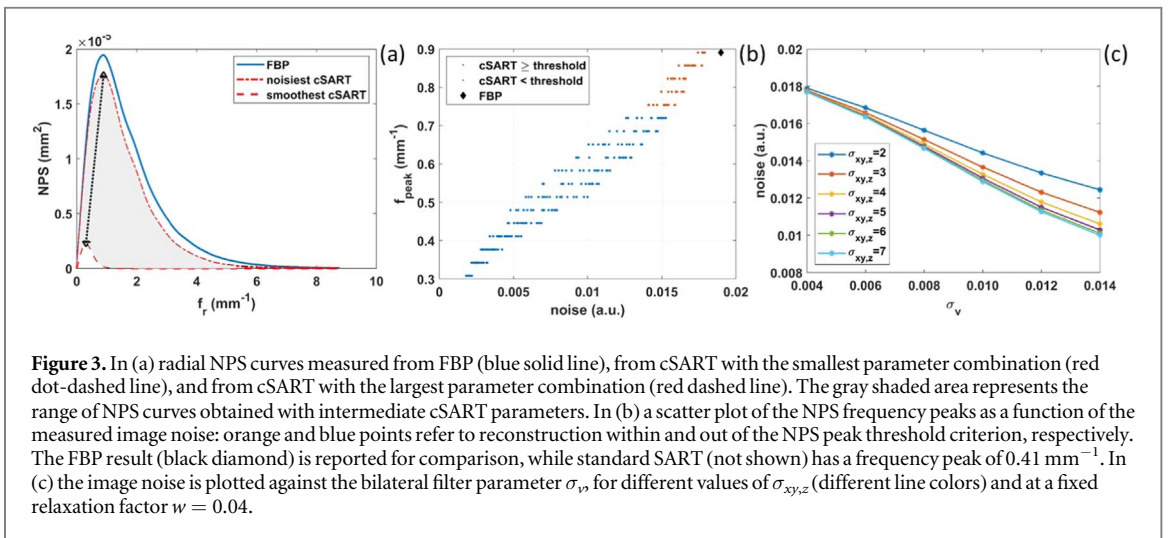 2 ×10⁻³
(a)
FBP
noisiest cSART
smoothest cSART
NPS (mm²)
1.5
1
0.5
0
0 2 4 6 8 10
f_r (mm⁻¹)
(b)
cSART ≥ threshold
cSART < threshold
FBP
f_peak (mm⁻¹)
0.9
0.8
0.7
0.6
0.5
0.4
0.3
0.005 0.01 0.015 0.02
noise (a.u.)
(c)
noise (a.u.)
0.02
0.018
0.016
0.014
0.012
0.01
0.008
σ_xy,z=2
σ_xy,z=3
σ_xy,z=4
σ_xy,z=5
σ_xy,z=6
σ_xy,z=7
0.004 0.006 0.008 0.010 0.012 0.014
σ_v
Figure 3. In (a) radial NPS curves measured from FBP (blue solid line), from cSART with the smallest parameter combination (red
dot-dashed line), and from cSART with the largest parameter combination (red dashed line). The gray shaded area represents the
range of NPS curves obtained with intermediate cSART parameters. In (b) a scatter plot of the NPS frequency peaks as a function of the
measured image noise: orange and blue points refer to reconstruction within and out of the NPS peak threshold criterion, respectively.
The FBP result (black diamond) is reported for comparison, while standard SART (not shown) has a frequency peak of 0.41 mm⁻¹. In
(c) the image noise is plotted against the bilateral filter parameter σ_v, for different values of σ_xy,z (different line colors) and at a fixed
relaxation factor w = 0.04.